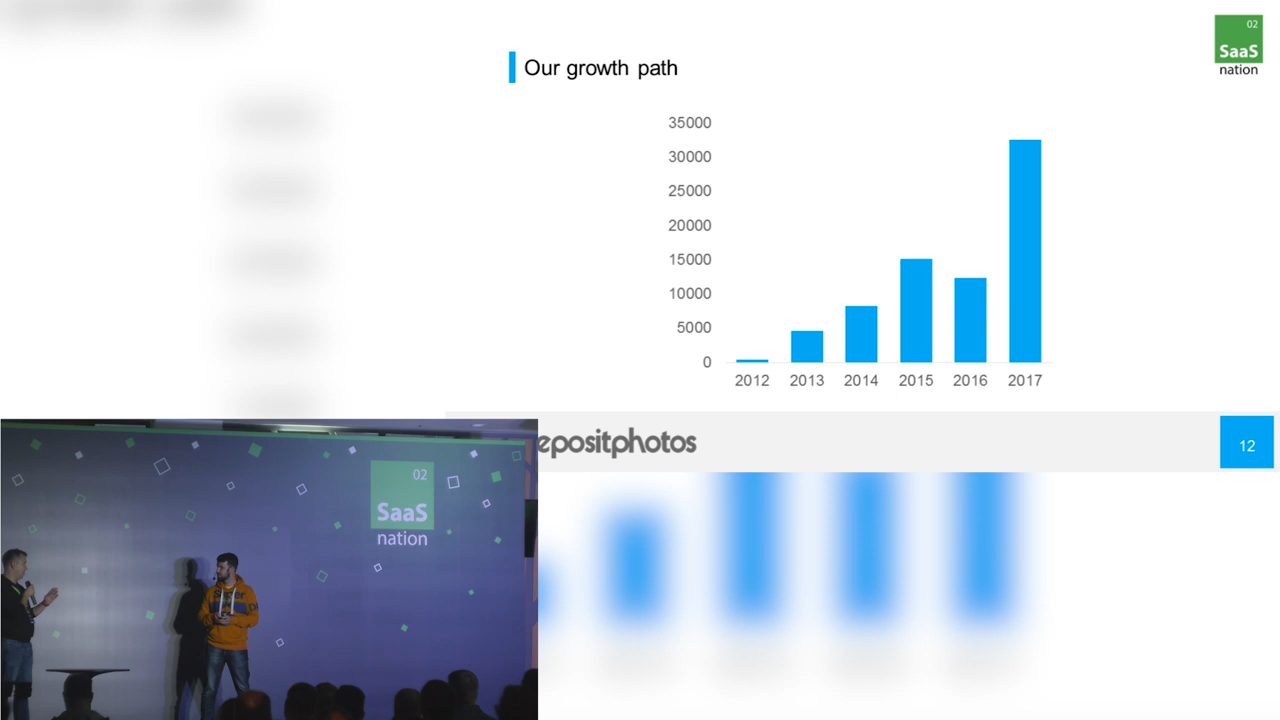 02
SaaS
nation
Our growth path
35000
30000
25000
20000
15000
10000
5000
0
2012 2013 2014 2015 2016 2017
epositphotos
12
02
SaaS
nation